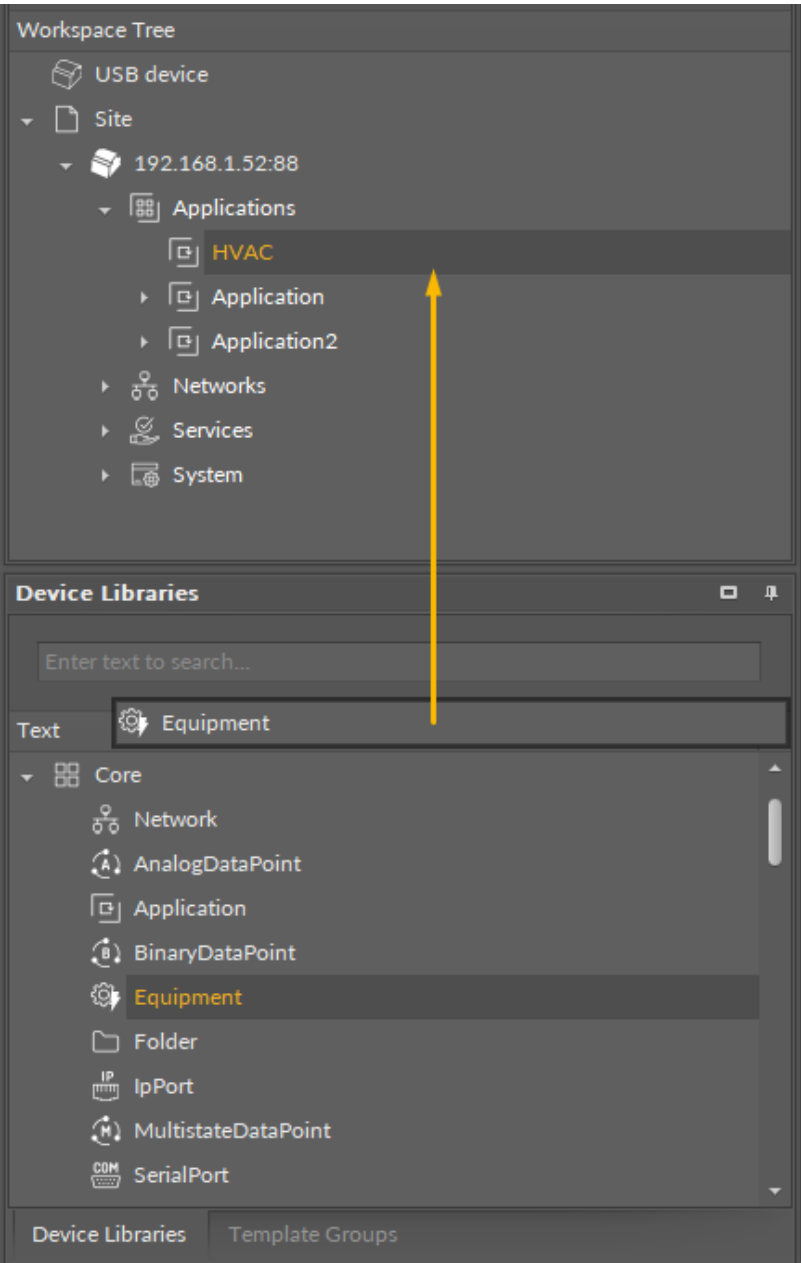 Workspace Tree
USB device
Site
192.168.1.52:88
Applications
HVAC
Application
Application2
Networks
Services
System
Device Libraries
Enter text to search...
Text
Equipment
Core
Network
AnalogDataPoint
Application
BinaryDataPoint
Equipment
Folder
IP
IpPort
MultistateDataPoint
COM
SerialPort
Device Libraries
Template Groups